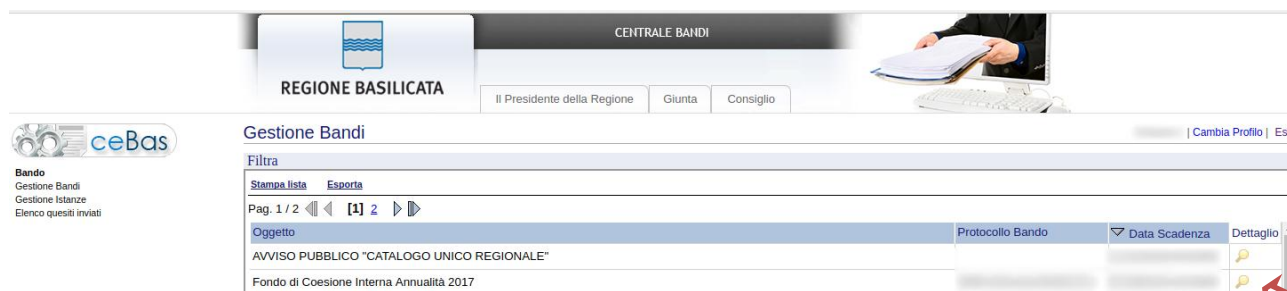 CENTRALE BANDI
REGIONE BASILICATA
Il Presidente della Regione Giunta Consiglio
ceBas
Gestione Bandi
| Cambia Profilo | Es
Bando
Gestione Bandi
Gestione Istanze
Elenco quesiti inviati
Filtra
Stampa lista Esporta
Pag. 1 / 2 [1] 2
Oggetto Protocollo Bando Data Scadenza Dettaglio
AVVISO PUBBLICO "CATALOGO UNICO REGIONALE"
Fondo di Coesione Interna Annualità 2017